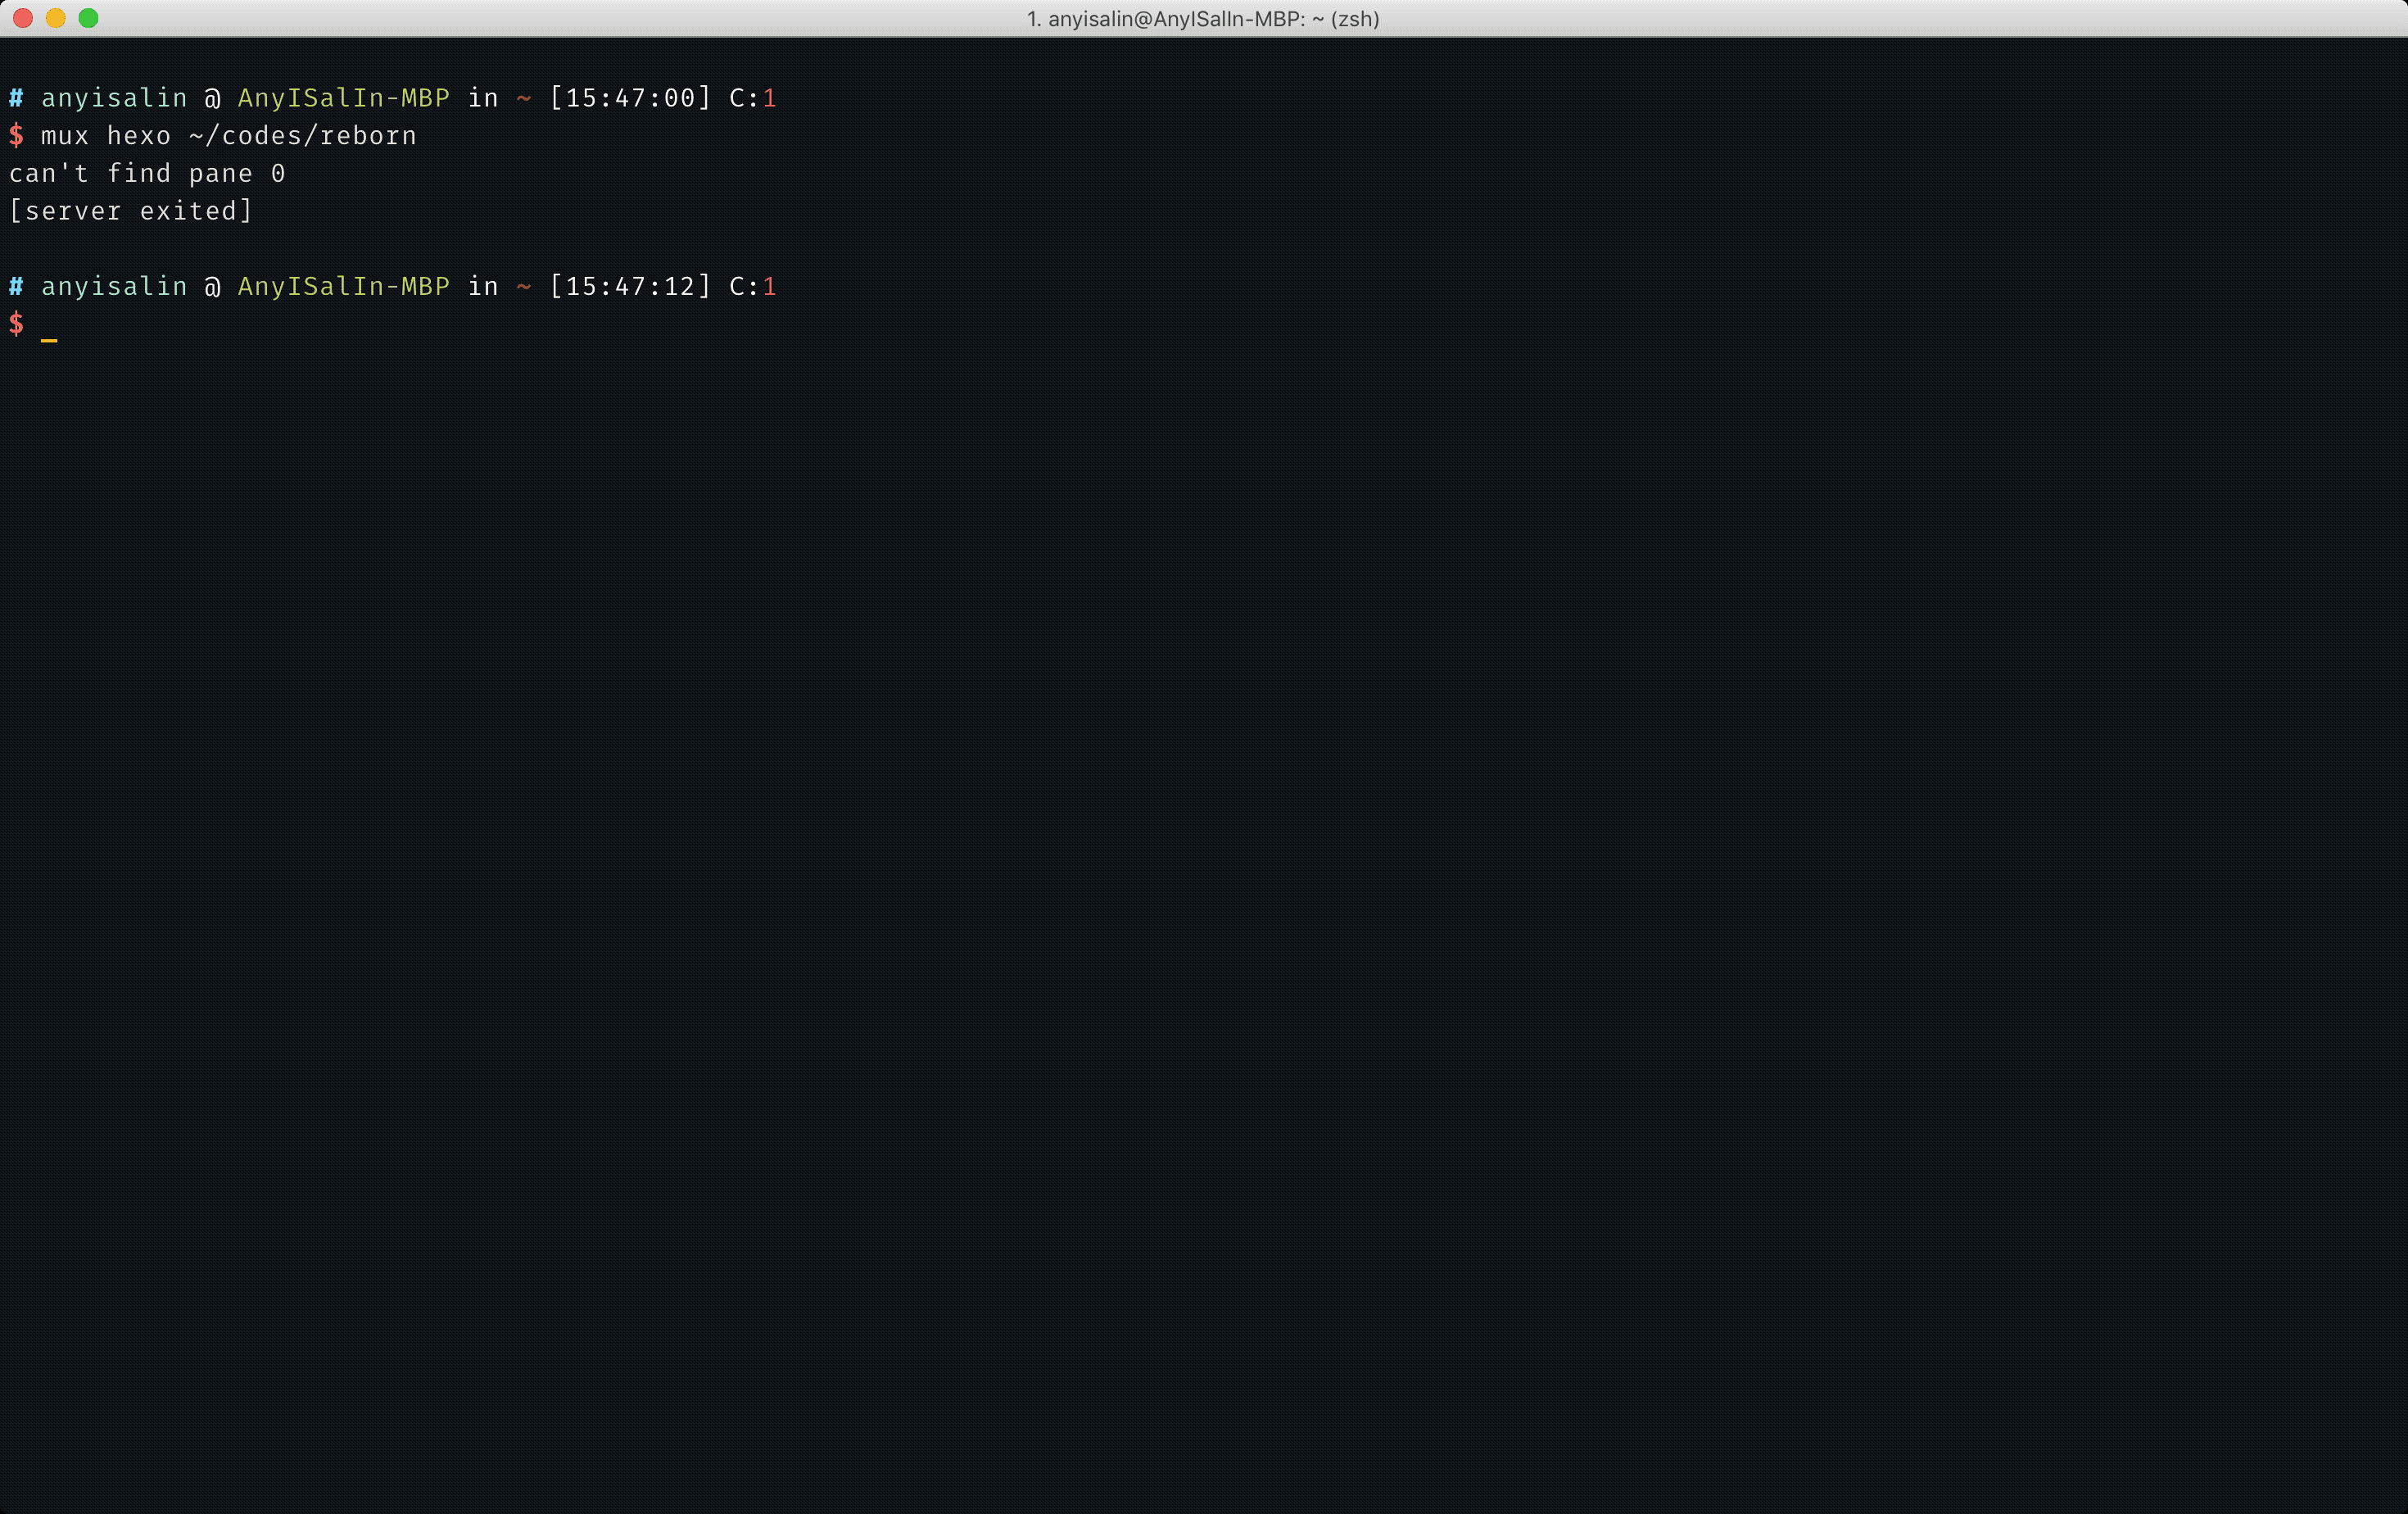 1. anyisalin@AnyISalIn-MBP: ~ (zsh)
# anyisalin @ AnyISalIn-MBP in ~ [15:47:00] C:1
$ mux hexo ~/codes/reborn
can't find pane 0
[server exited]
# anyisalin @ AnyISalIn-MBP in ~ [15:47:12] C:1
$ _